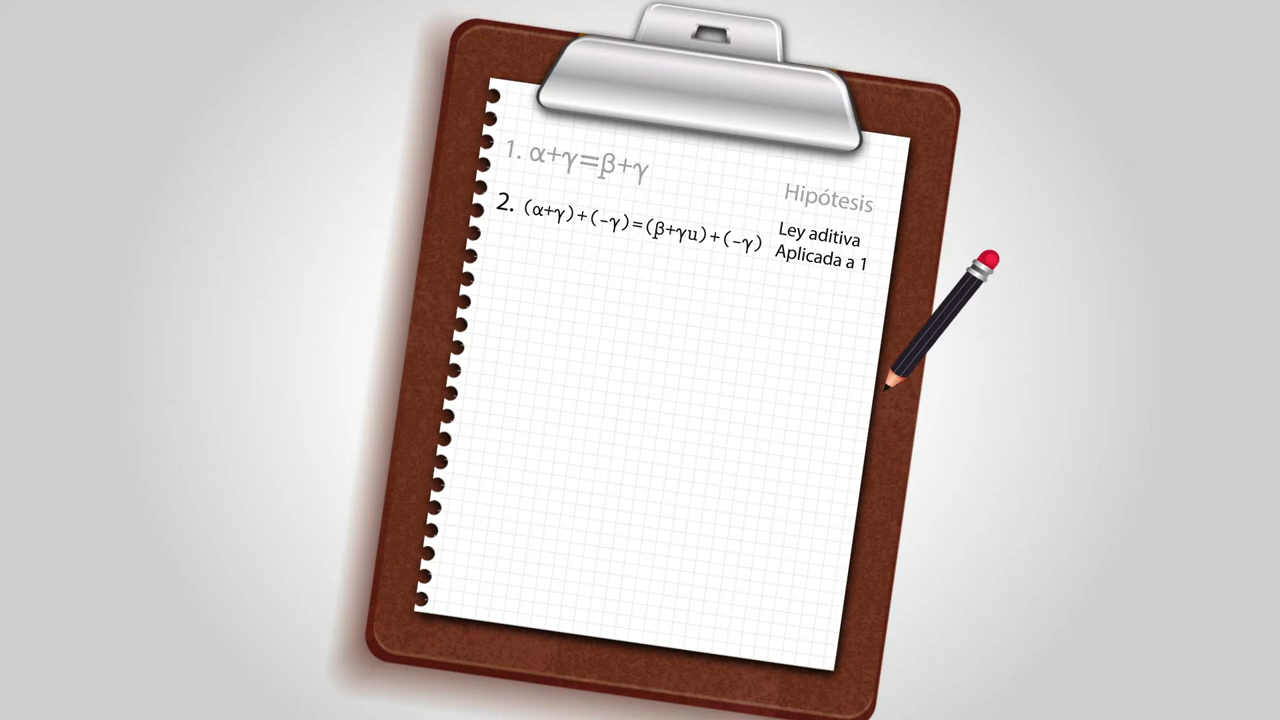 1. α+γ=β+γ
Hipótesis
2. (α+γ)+(-γ)=(β+γu)+(-γ)
Ley aditiva
Aplicada a 1